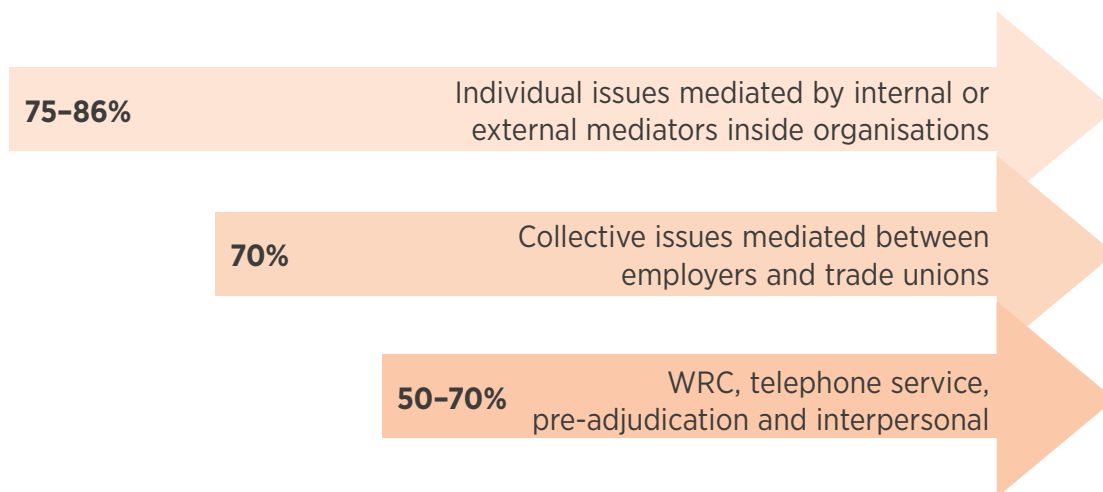 75–86%
Individual issues mediated by internal or
external mediators inside organisations
70%
Collective issues mediated between
employers and trade unions
50–70%
WRC, telephone service,
pre-adjudication and interpersonal